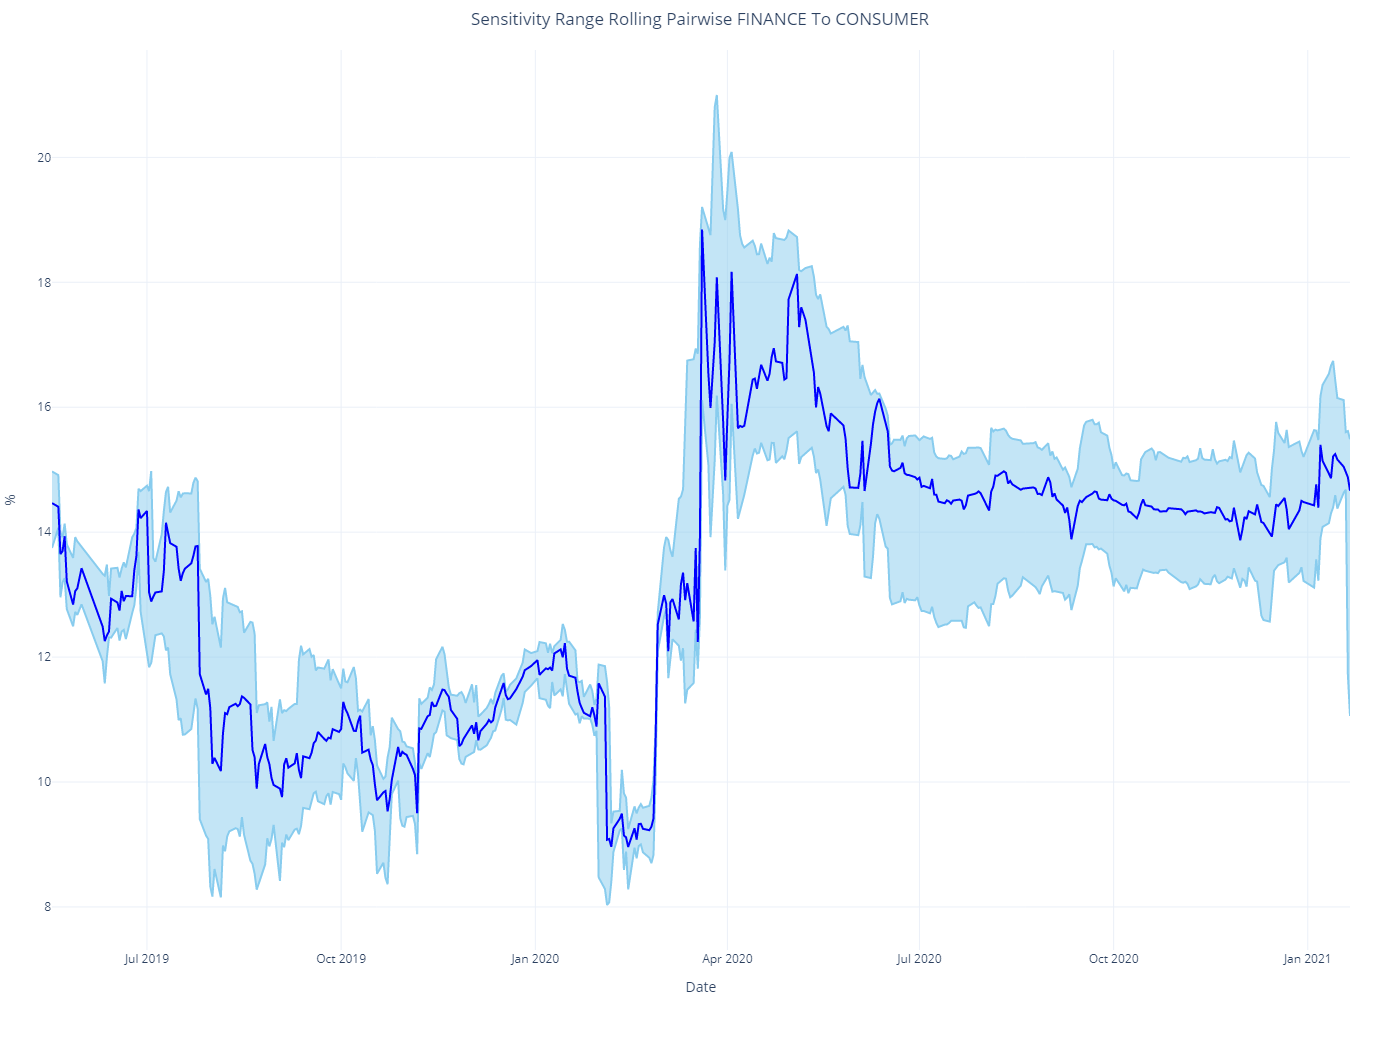 Sensitivity Range Rolling Pairwise FINANCE To CONSUMER
20
18
16
14
12
10
8
%
Jul 2019 Oct 2019 Jan 2020 Apr 2020 Jul 2020 Oct 2020 Jan 2021
Date